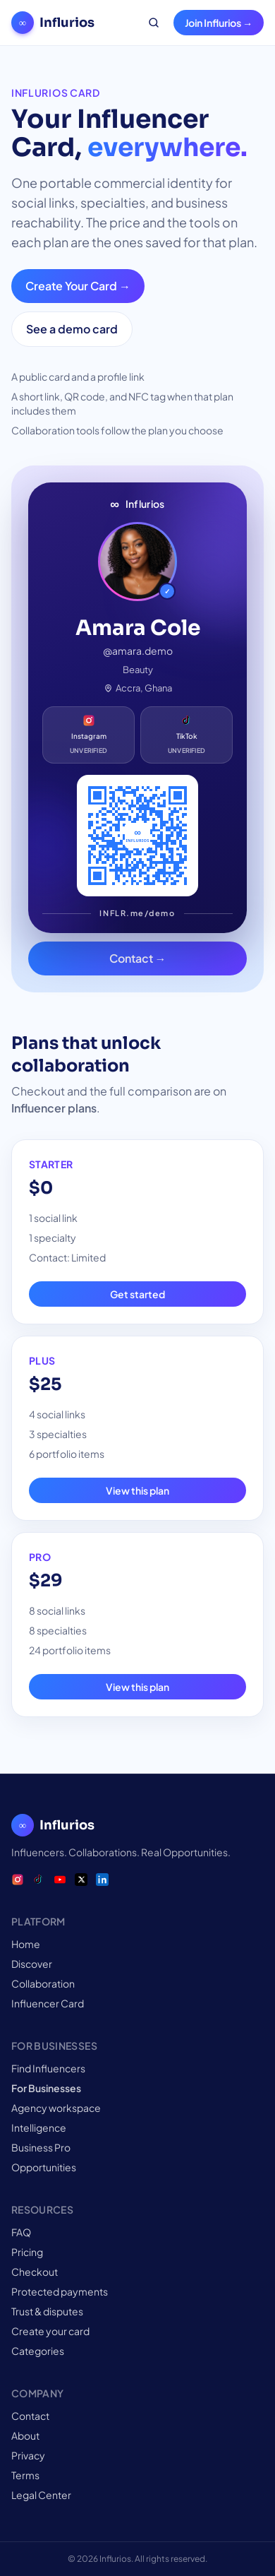 ∞ Influrios
Join Influrios →
INFLURIOS CARD
Your Influencer
Card, everywhere.
One portable commercial identity for
social links, specialties, and business
reachability. The price and the tools on
each plan are the ones saved for that plan.
Create Your Card →
See a demo card
A public card and a profile link
A short link, QR code, and NFC tag when that plan
includes them
Collaboration tools follow the plan you choose
∞ Influrios
Amara Cole
@amara.demo
Beauty
Accra, Ghana
Instagram
UNVERIFIED
TikTok
UNVERIFIED
∞
INFLURIOS
INFLR.me/demo
Contact →
Plans that unlock
collaboration
Checkout and the full comparison are on
Influencer plans.
STARTER
$0
1 social link
1 specialty
Contact: Limited
Get started
PLUS
$25
4 social links
3 specialties
6 portfolio items
View this plan
PRO
$29
8 social links
8 specialties
24 portfolio items
View this plan
∞ Influrios
Influencers. Collaborations. Real Opportunities.
PLATFORM
Home
Discover
Collaboration
Influencer Card
FOR BUSINESSES
Find Influencers
For Businesses
Agency workspace
Intelligence
Business Pro
Opportunities
RESOURCES
FAQ
Pricing
Checkout
Protected payments
Trust & disputes
Create your card
Categories
COMPANY
Contact
About
Privacy
Terms
Legal Center
© 2026 Influrios. All rights reserved.